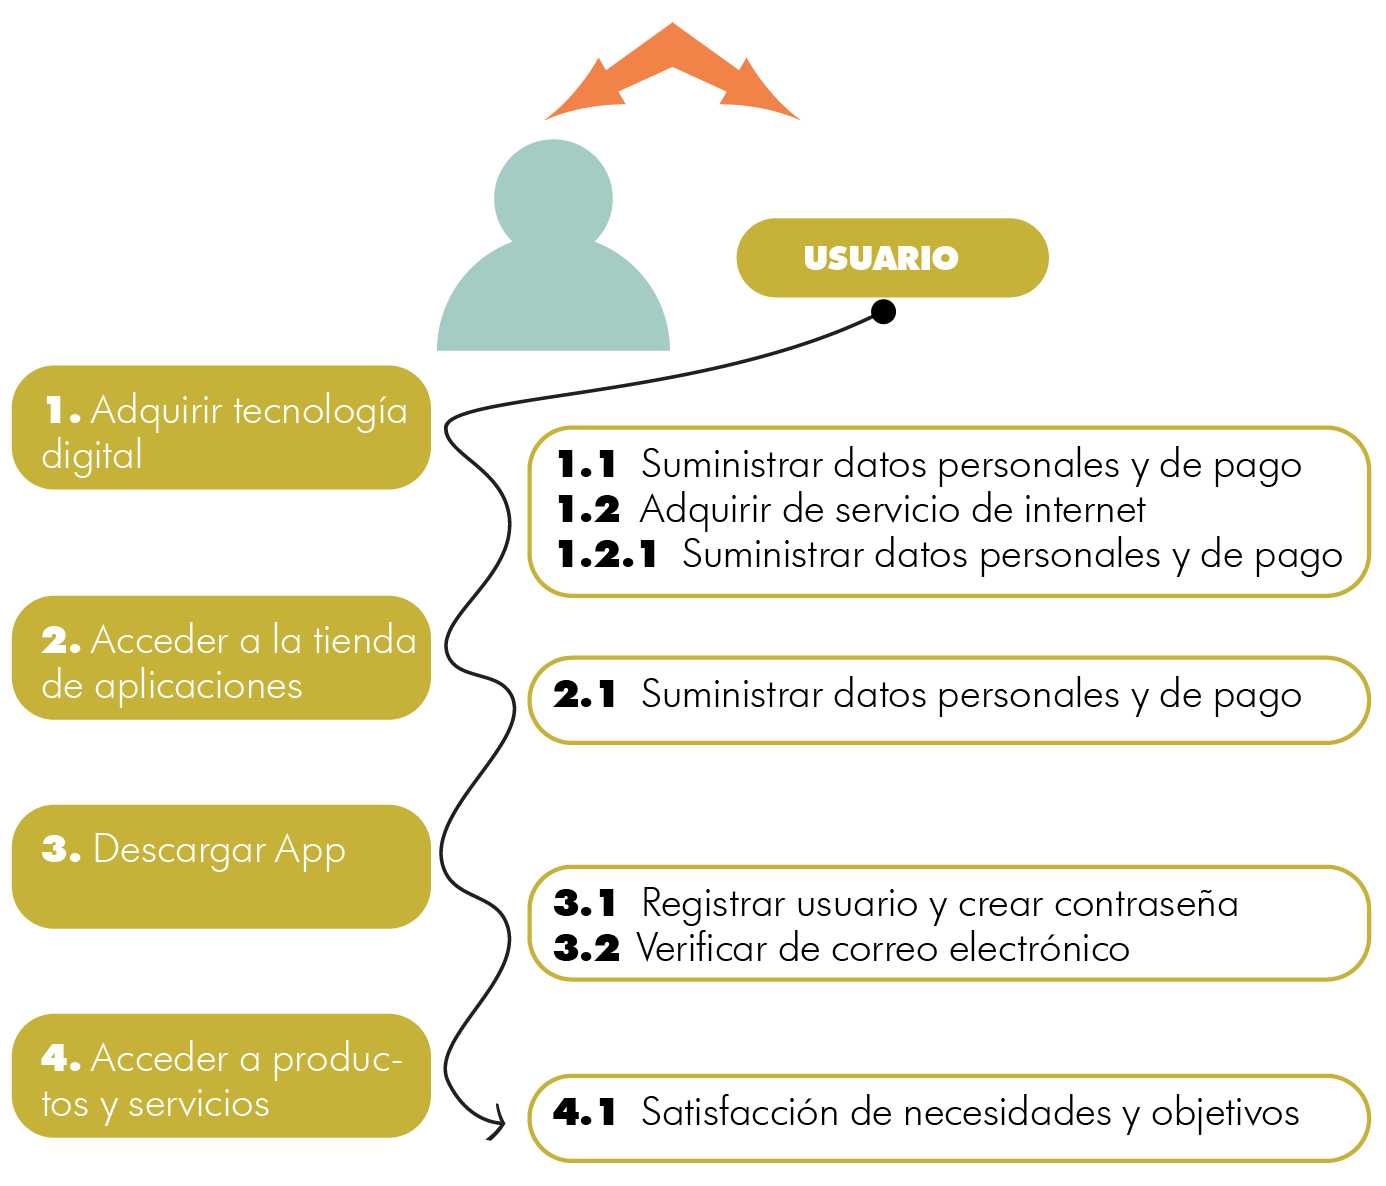 USUARIO
1. Adquirir tecnología
digital
1.1 Suministrar datos personales y de pago
1.2 Adquirir de servicio de internet
1.2.1 Suministrar datos personales y de pago
2. Acceder a la tienda
de aplicaciones
2.1 Suministrar datos personales y de pago
3. Descargar App
3.1 Registrar usuario y crear contraseña
3.2 Verificar de correo electrónico
4. Acceder a produc-
tos y servicios
4.1 Satisfacción de necesidades y objetivos